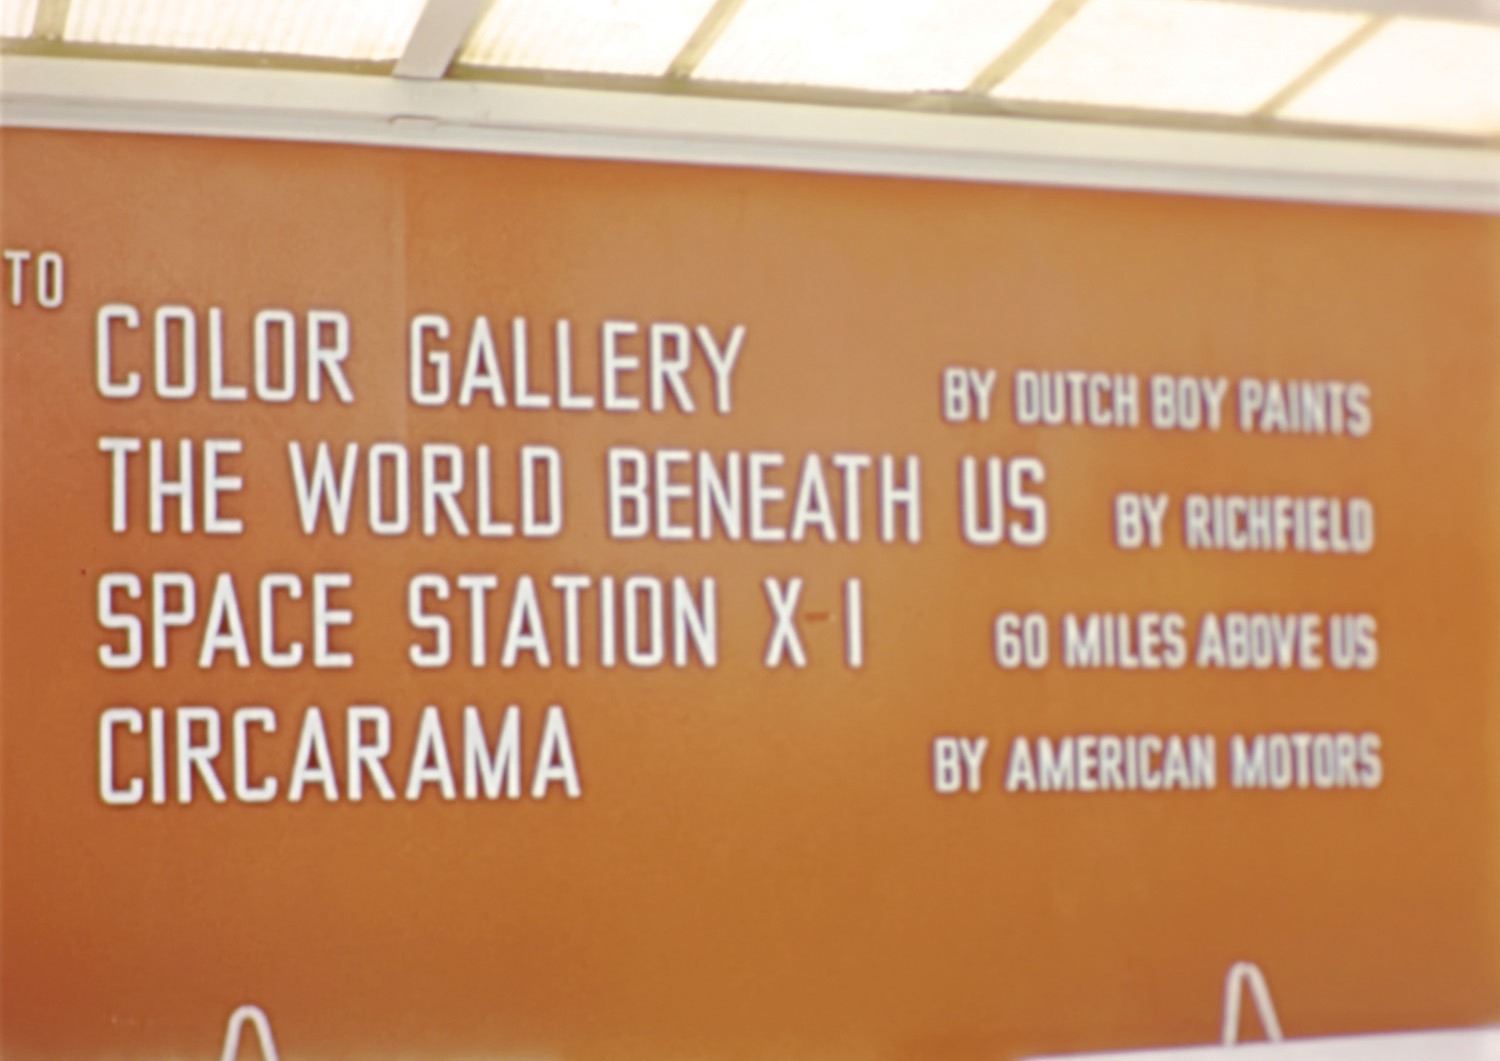 TO
COLOR GALLERY BY DUTCH BOY PAINTS
THE WORLD BENEATH US BY RICHFIELD
SPACE STATION X-1 60 MILES ABOVE US
CIRCARAMA BY AMERICAN MOTORS